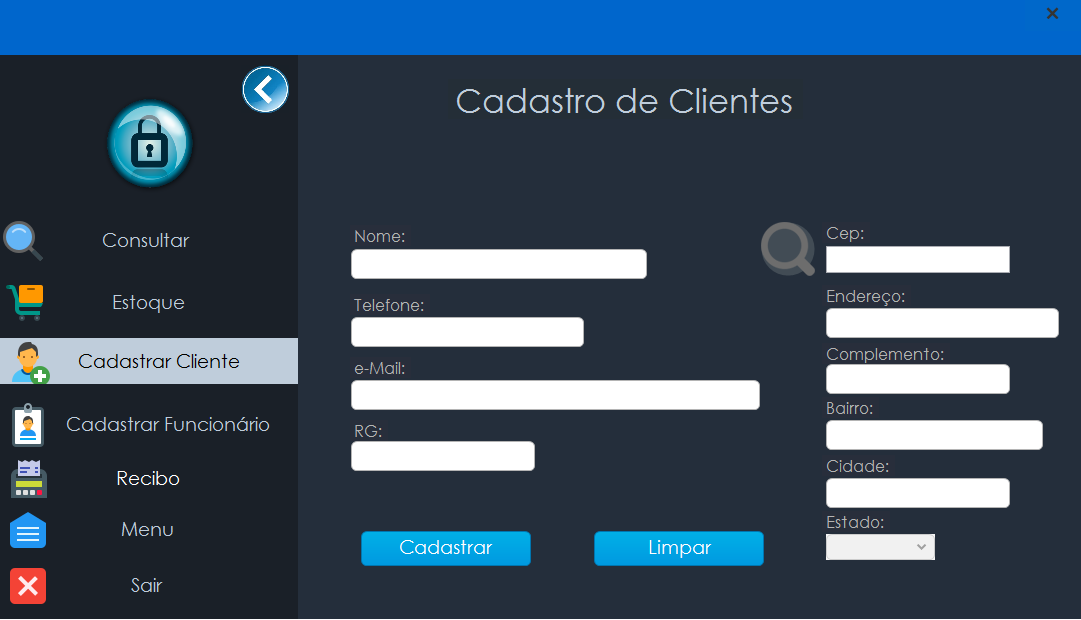 Cadastro de Clientes
Consultar
Estoque
Cadastrar Cliente
Cadastrar Funcionário
Recibo
Menu
Sair
Nome:
Telefone:
e-Mail:
RG:
Cadastrar
Limpar
Cep:
Endereço:
Complemento:
Bairro:
Cidade:
Estado: